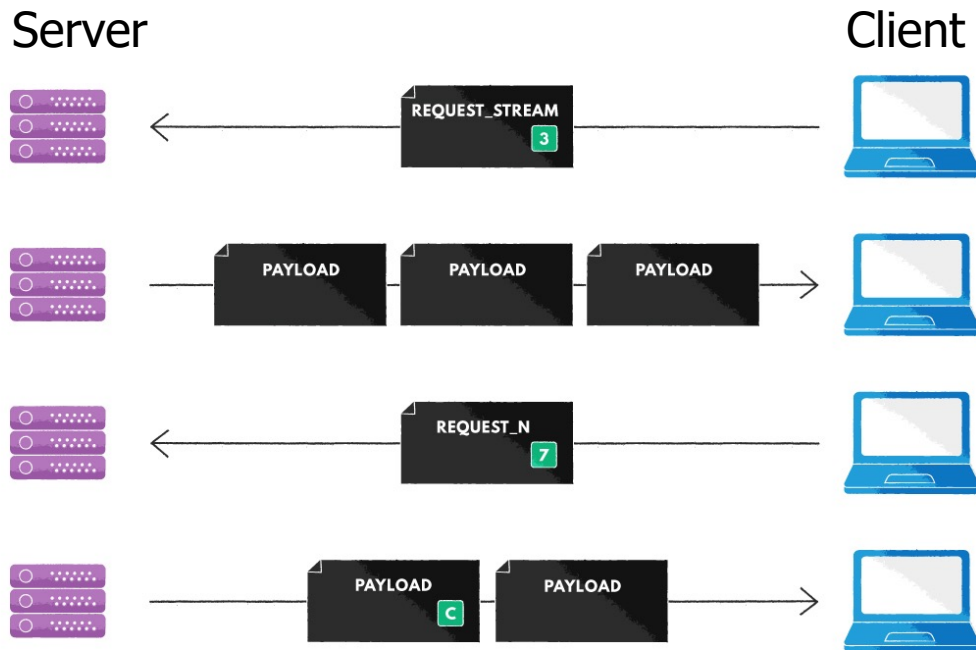 Server
Client
REQUEST_STREAM
3
PAYLOAD
PAYLOAD
PAYLOAD
REQUEST_N
7
PAYLOAD
C
PAYLOAD